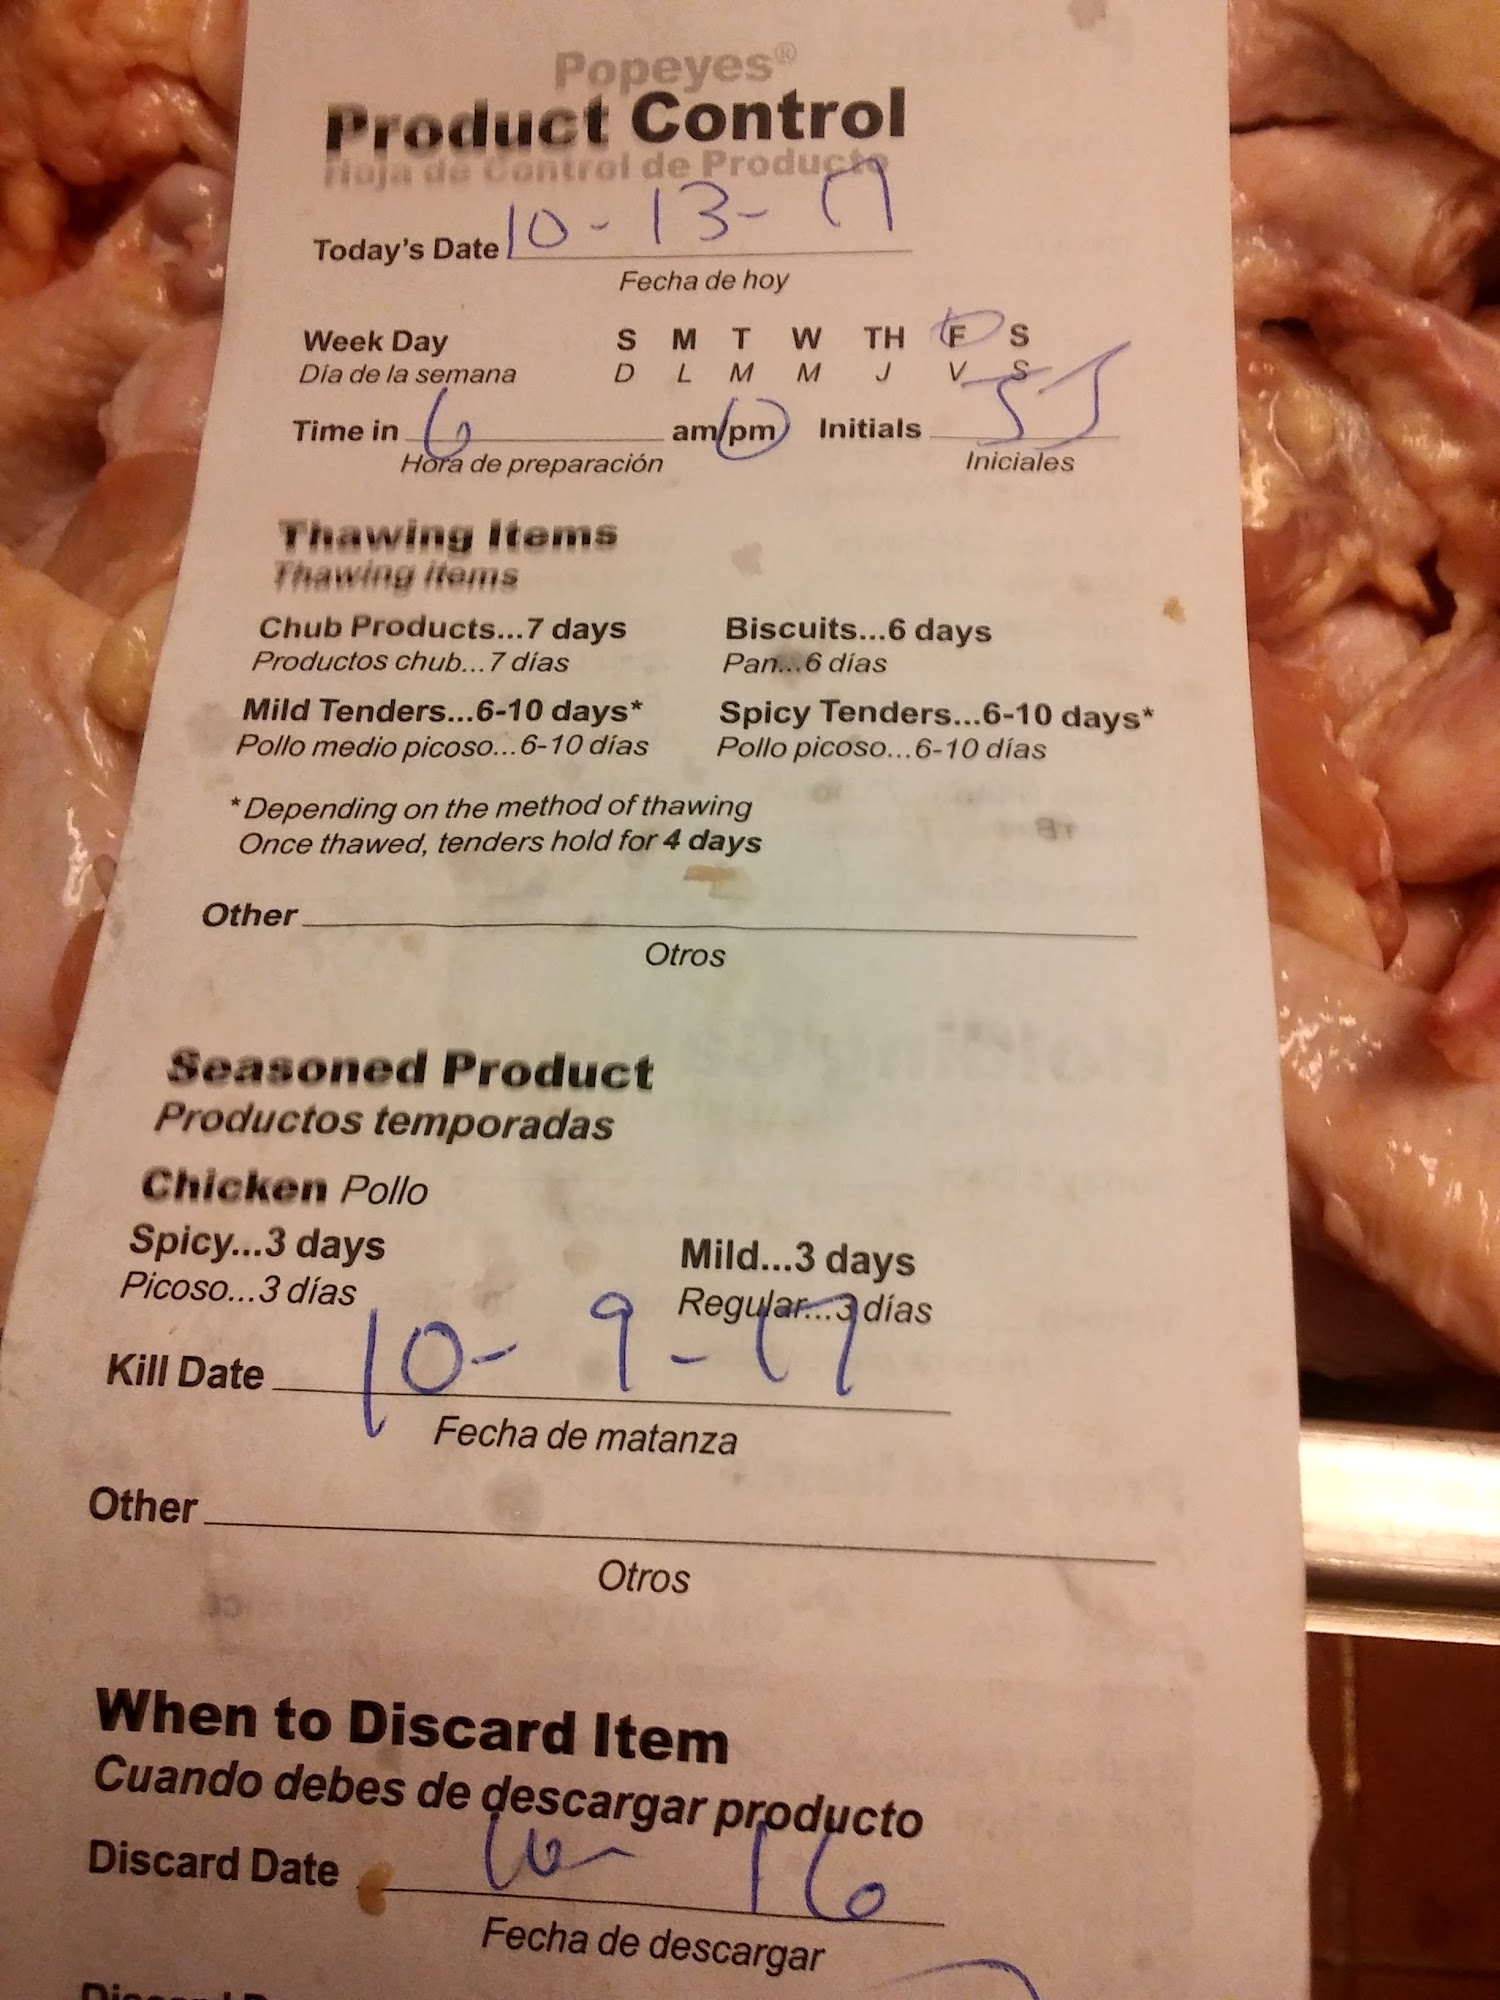 Popeyes®
Product Control
Hoja de Control de Producto
Today's Date 10-13-17
Fecha de hoy
Week Day S M T W TH F S
Día de la semana D L M M J V S
Time in 6 am/pm Initials JJ
Hora de preparación Iniciales
Thawing Items
Thawing items
Chub Products...7 days Biscuits...6 days
Productos chub...7 días Pan...6 días
Mild Tenders...6-10 days* Spicy Tenders...6-10 days*
Pollo medio picoso...6-10 días Pollo picoso...6-10 días
*Depending on the method of thawing
Once thawed, tenders hold for 4 days
Other
Otros
Seasoned Product
Productos temporadas
Chicken Pollo
Spicy...3 days Mild...3 days
Picoso...3 días Regular...3 días
Kill Date 10-9-17
Fecha de matanza
Other
Otros
When to Discard Item
Cuando debes de descargar producto
Discard Date 10-16
Fecha de descargar